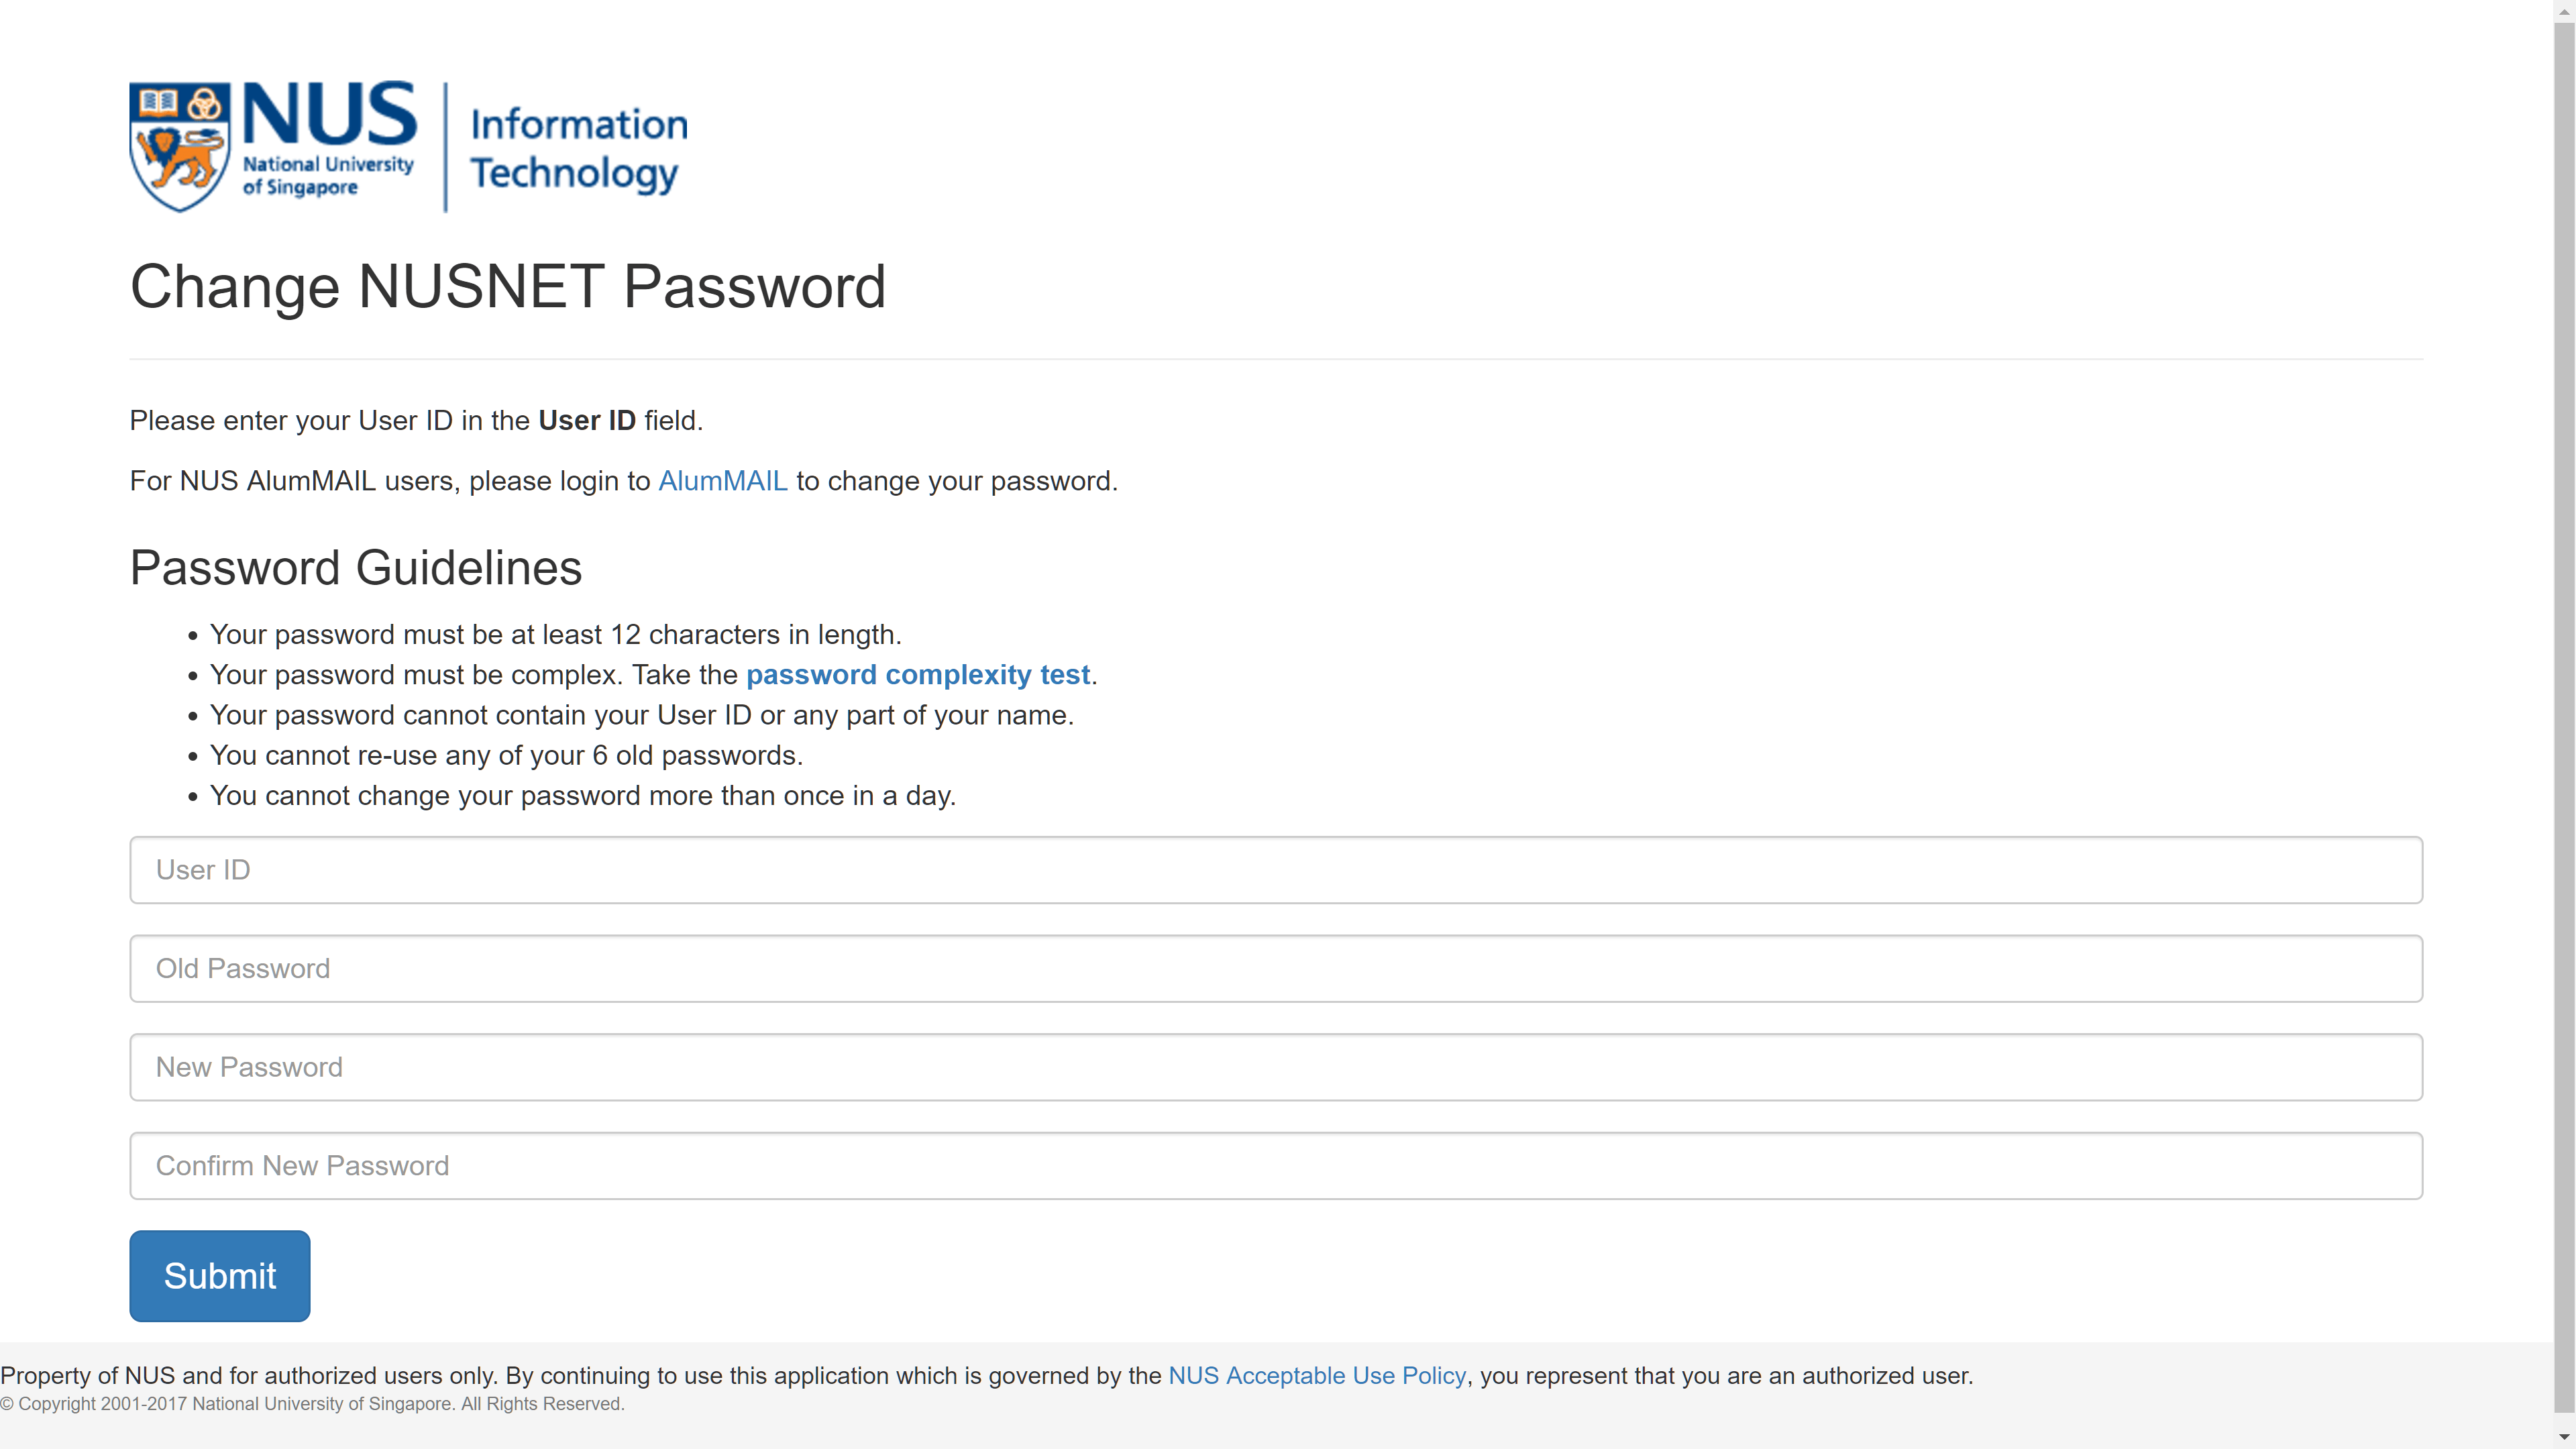 NUS
National University
of Singapore
Information
Technology
Change NUSNET Password
Please enter your User ID in the User ID field.
For NUS AlumMAIL users, please login to AlumMAIL to change your password.
Password Guidelines
• Your password must be at least 12 characters in length.
• Your password must be complex. Take the password complexity test.
• Your password cannot contain your User ID or any part of your name.
• You cannot re-use any of your 6 old passwords.
• You cannot change your password more than once in a day.
User ID
Old Password
New Password
Confirm New Password
Submit
Property of NUS and for authorized users only. By continuing to use this application which is governed by the NUS Acceptable Use Policy, you represent that you are an authorized user.
© Copyright 2001-2017 National University of Singapore. All Rights Reserved.